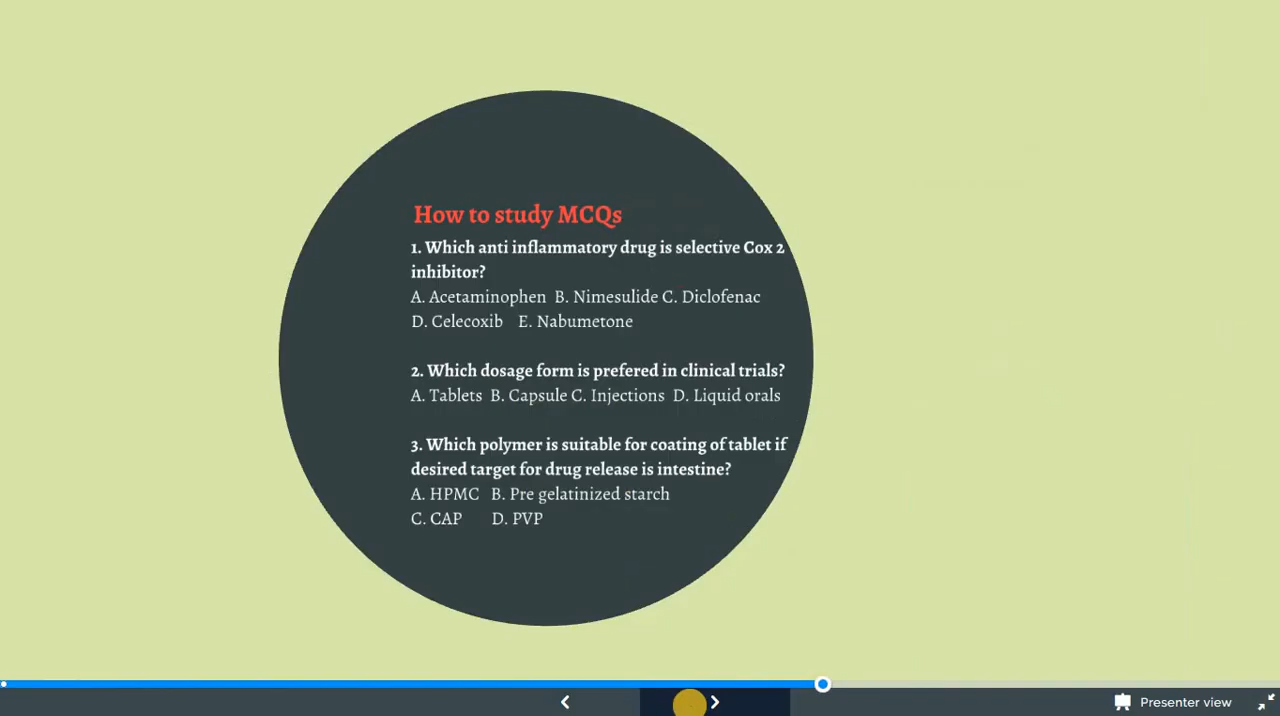 How to study MCQs
1. Which anti inflammatory drug is selective Cox 2
inhibitor?
A. Acetaminophen B. Nimesulide C. Diclofenac
D. Celecoxib E. Nabumetone
2. Which dosage form is prefered in clinical trials?
A. Tablets B. Capsule C. Injections D. Liquid orals
3. Which polymer is suitable for coating of tablet if
desired target for drug release is intestine?
A. HPMC B. Pre gelatinized starch
C. CAP D. PVP
Presenter view